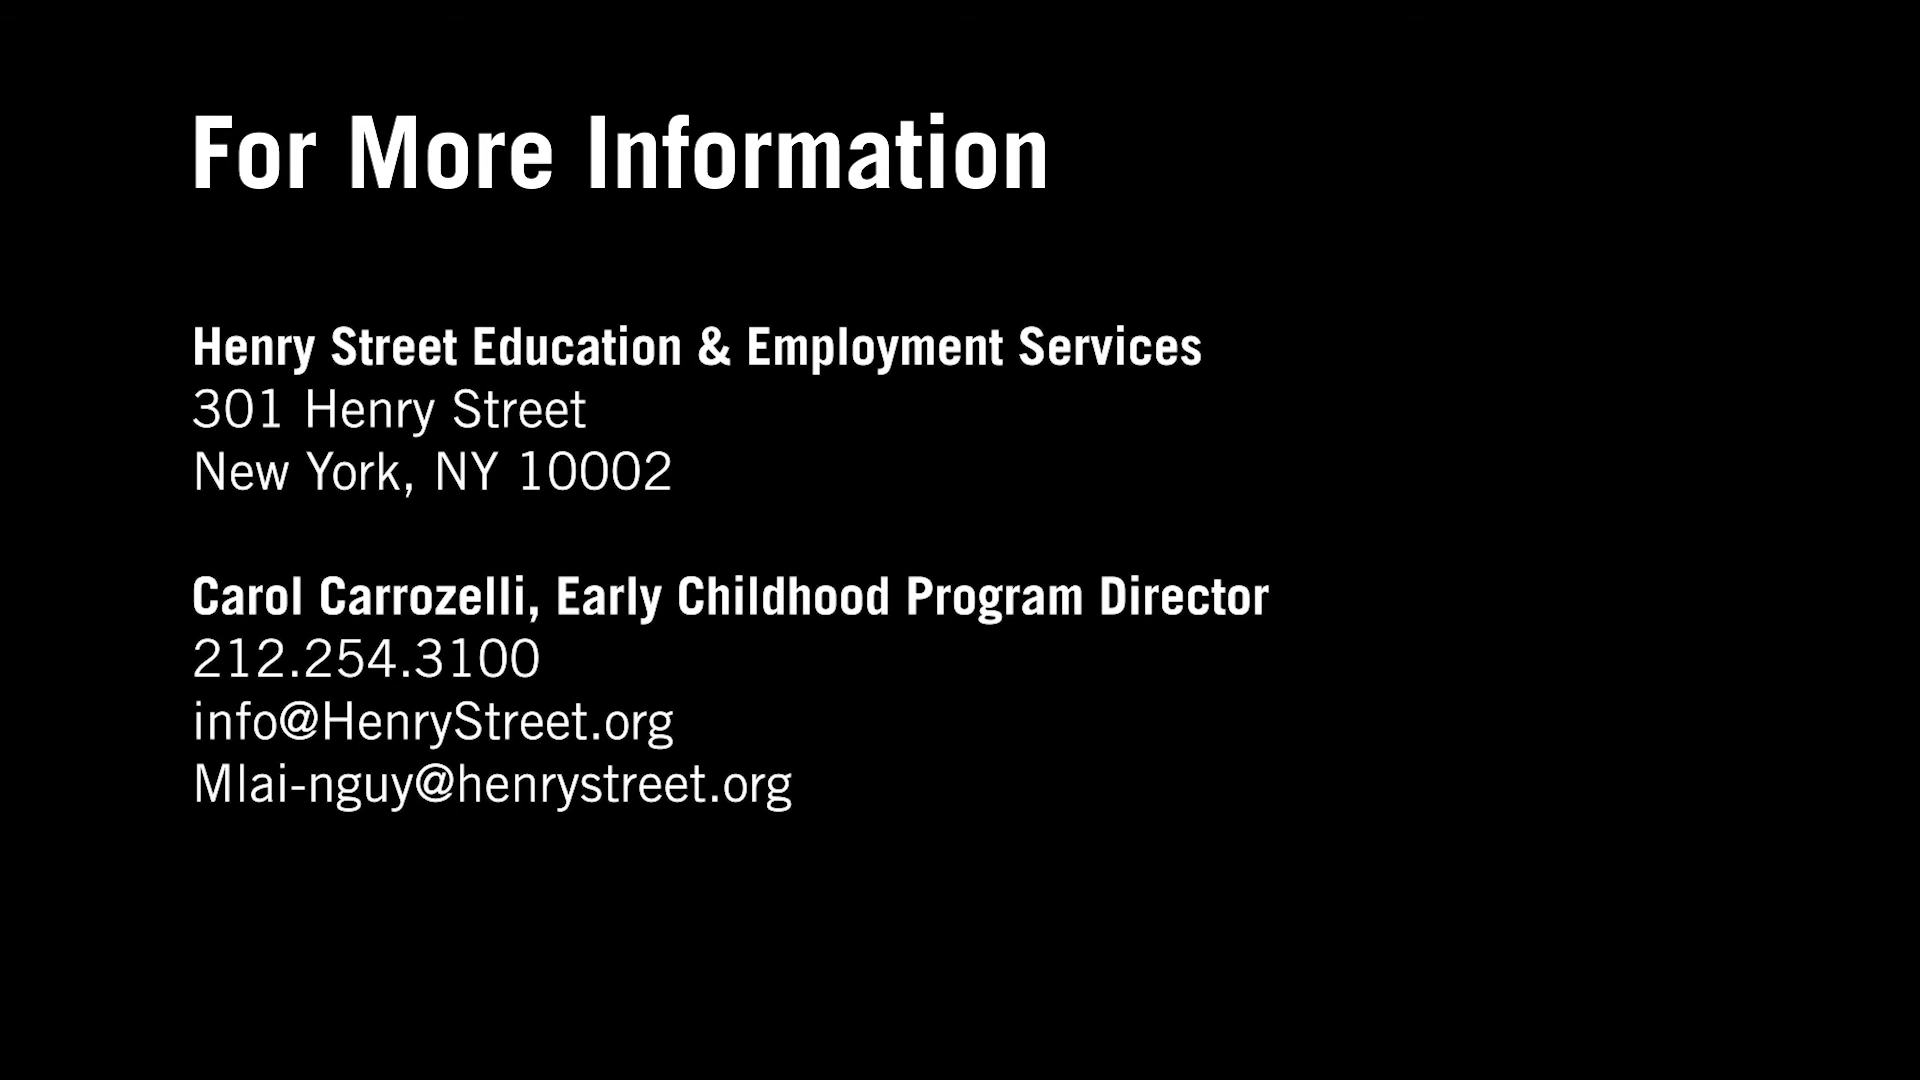 For More Information
Henry Street Education & Employment Services
301 Henry Street
New York, NY 10002
Carol Carrozelli, Early Childhood Program Director
212.254.3100
info@HenryStreet.org
Mlai-nguy@henrystreet.org